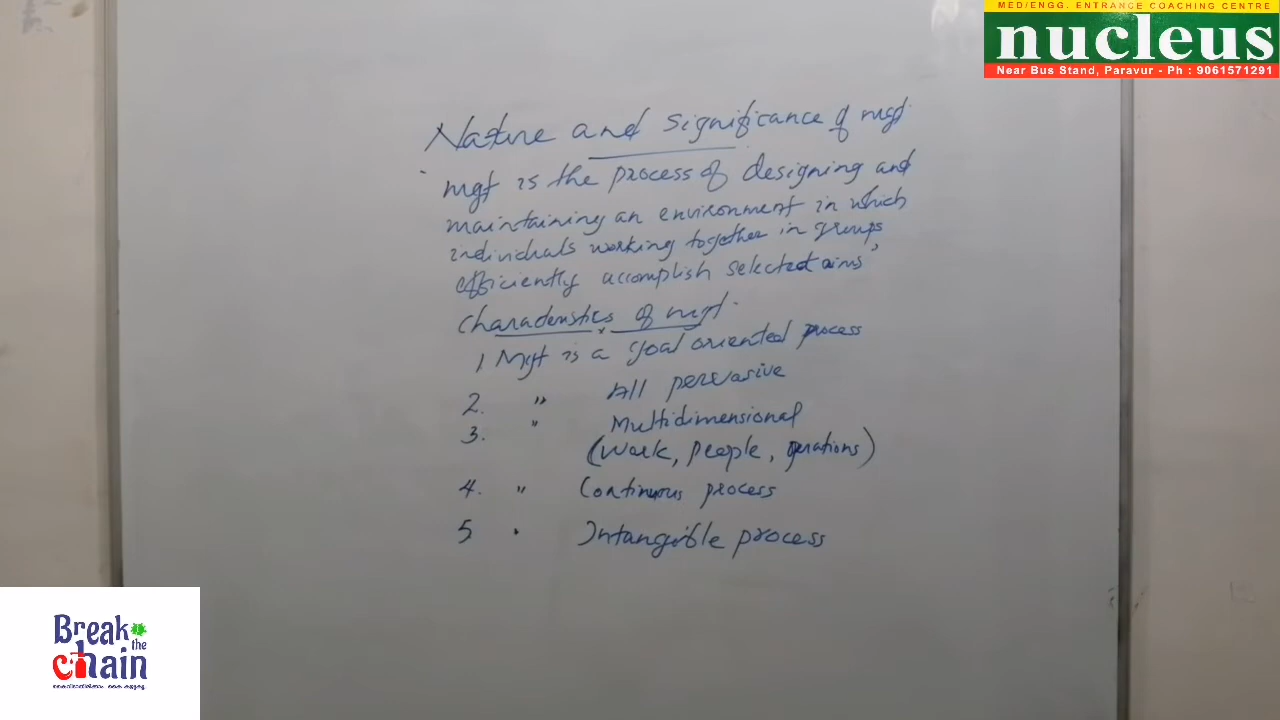 MED/ENGG. ENTRANCE COACHING CENTRE
nucleus
Near Bus Stand, Paravur - Ph : 9061571291
Nature and significance of mgt
mgt is the process of designing and
maintaining an environment in which
individuals working together in groups,
efficiently accomplish selected aims
Characteristics of mgt.
1 Mgt is a goal oriented process
2. " All pervasive
3. " Multidimensional
(Work, people, operations)
4. " Continuous process
5 " Intangible process
Break
the
chain